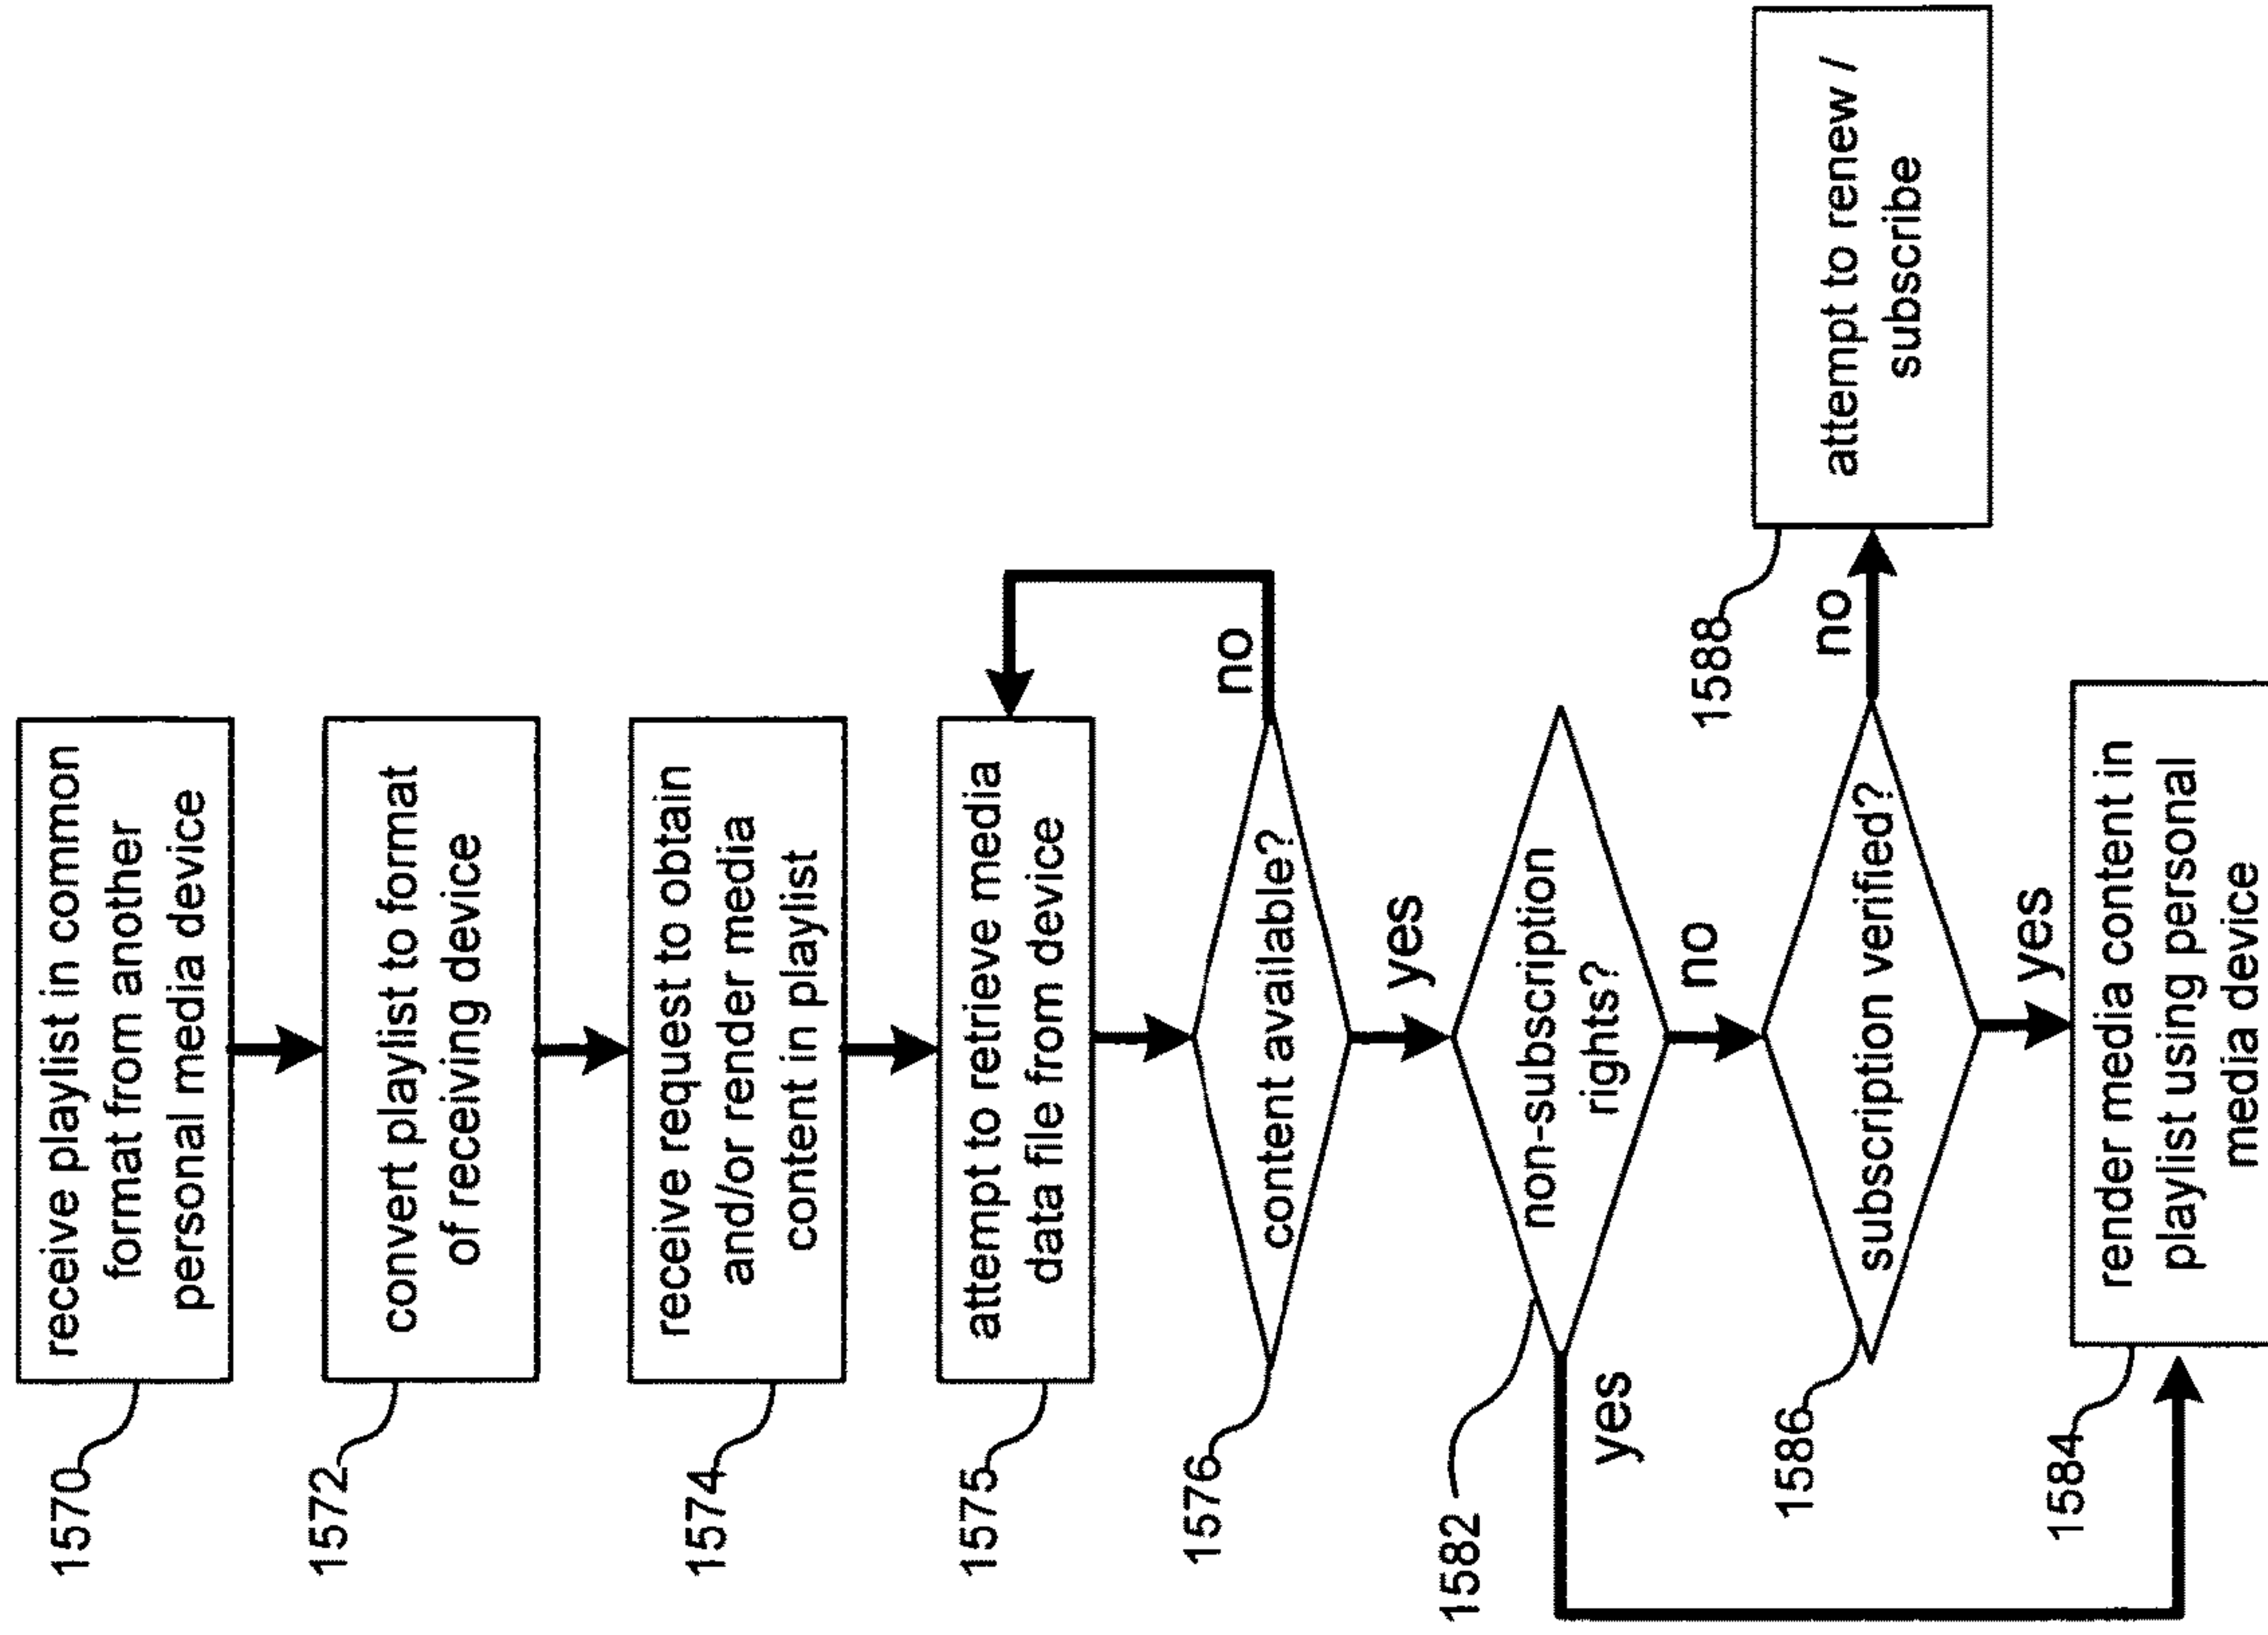 1570
receive playlist in common
format from another
personal media device
1572
convert playlist to format
of receiving device
1574
receive request to obtain
and/or render media
content in playlist
1575
attempt to retrieve media
data file from device
1576
content available?
no
yes
1582
non-subscription
rights?
yes
no
1586
subscription verified?
no
1588
attempt to renew /
subscribe
yes
1584
render media content in
playlist using personal
media device